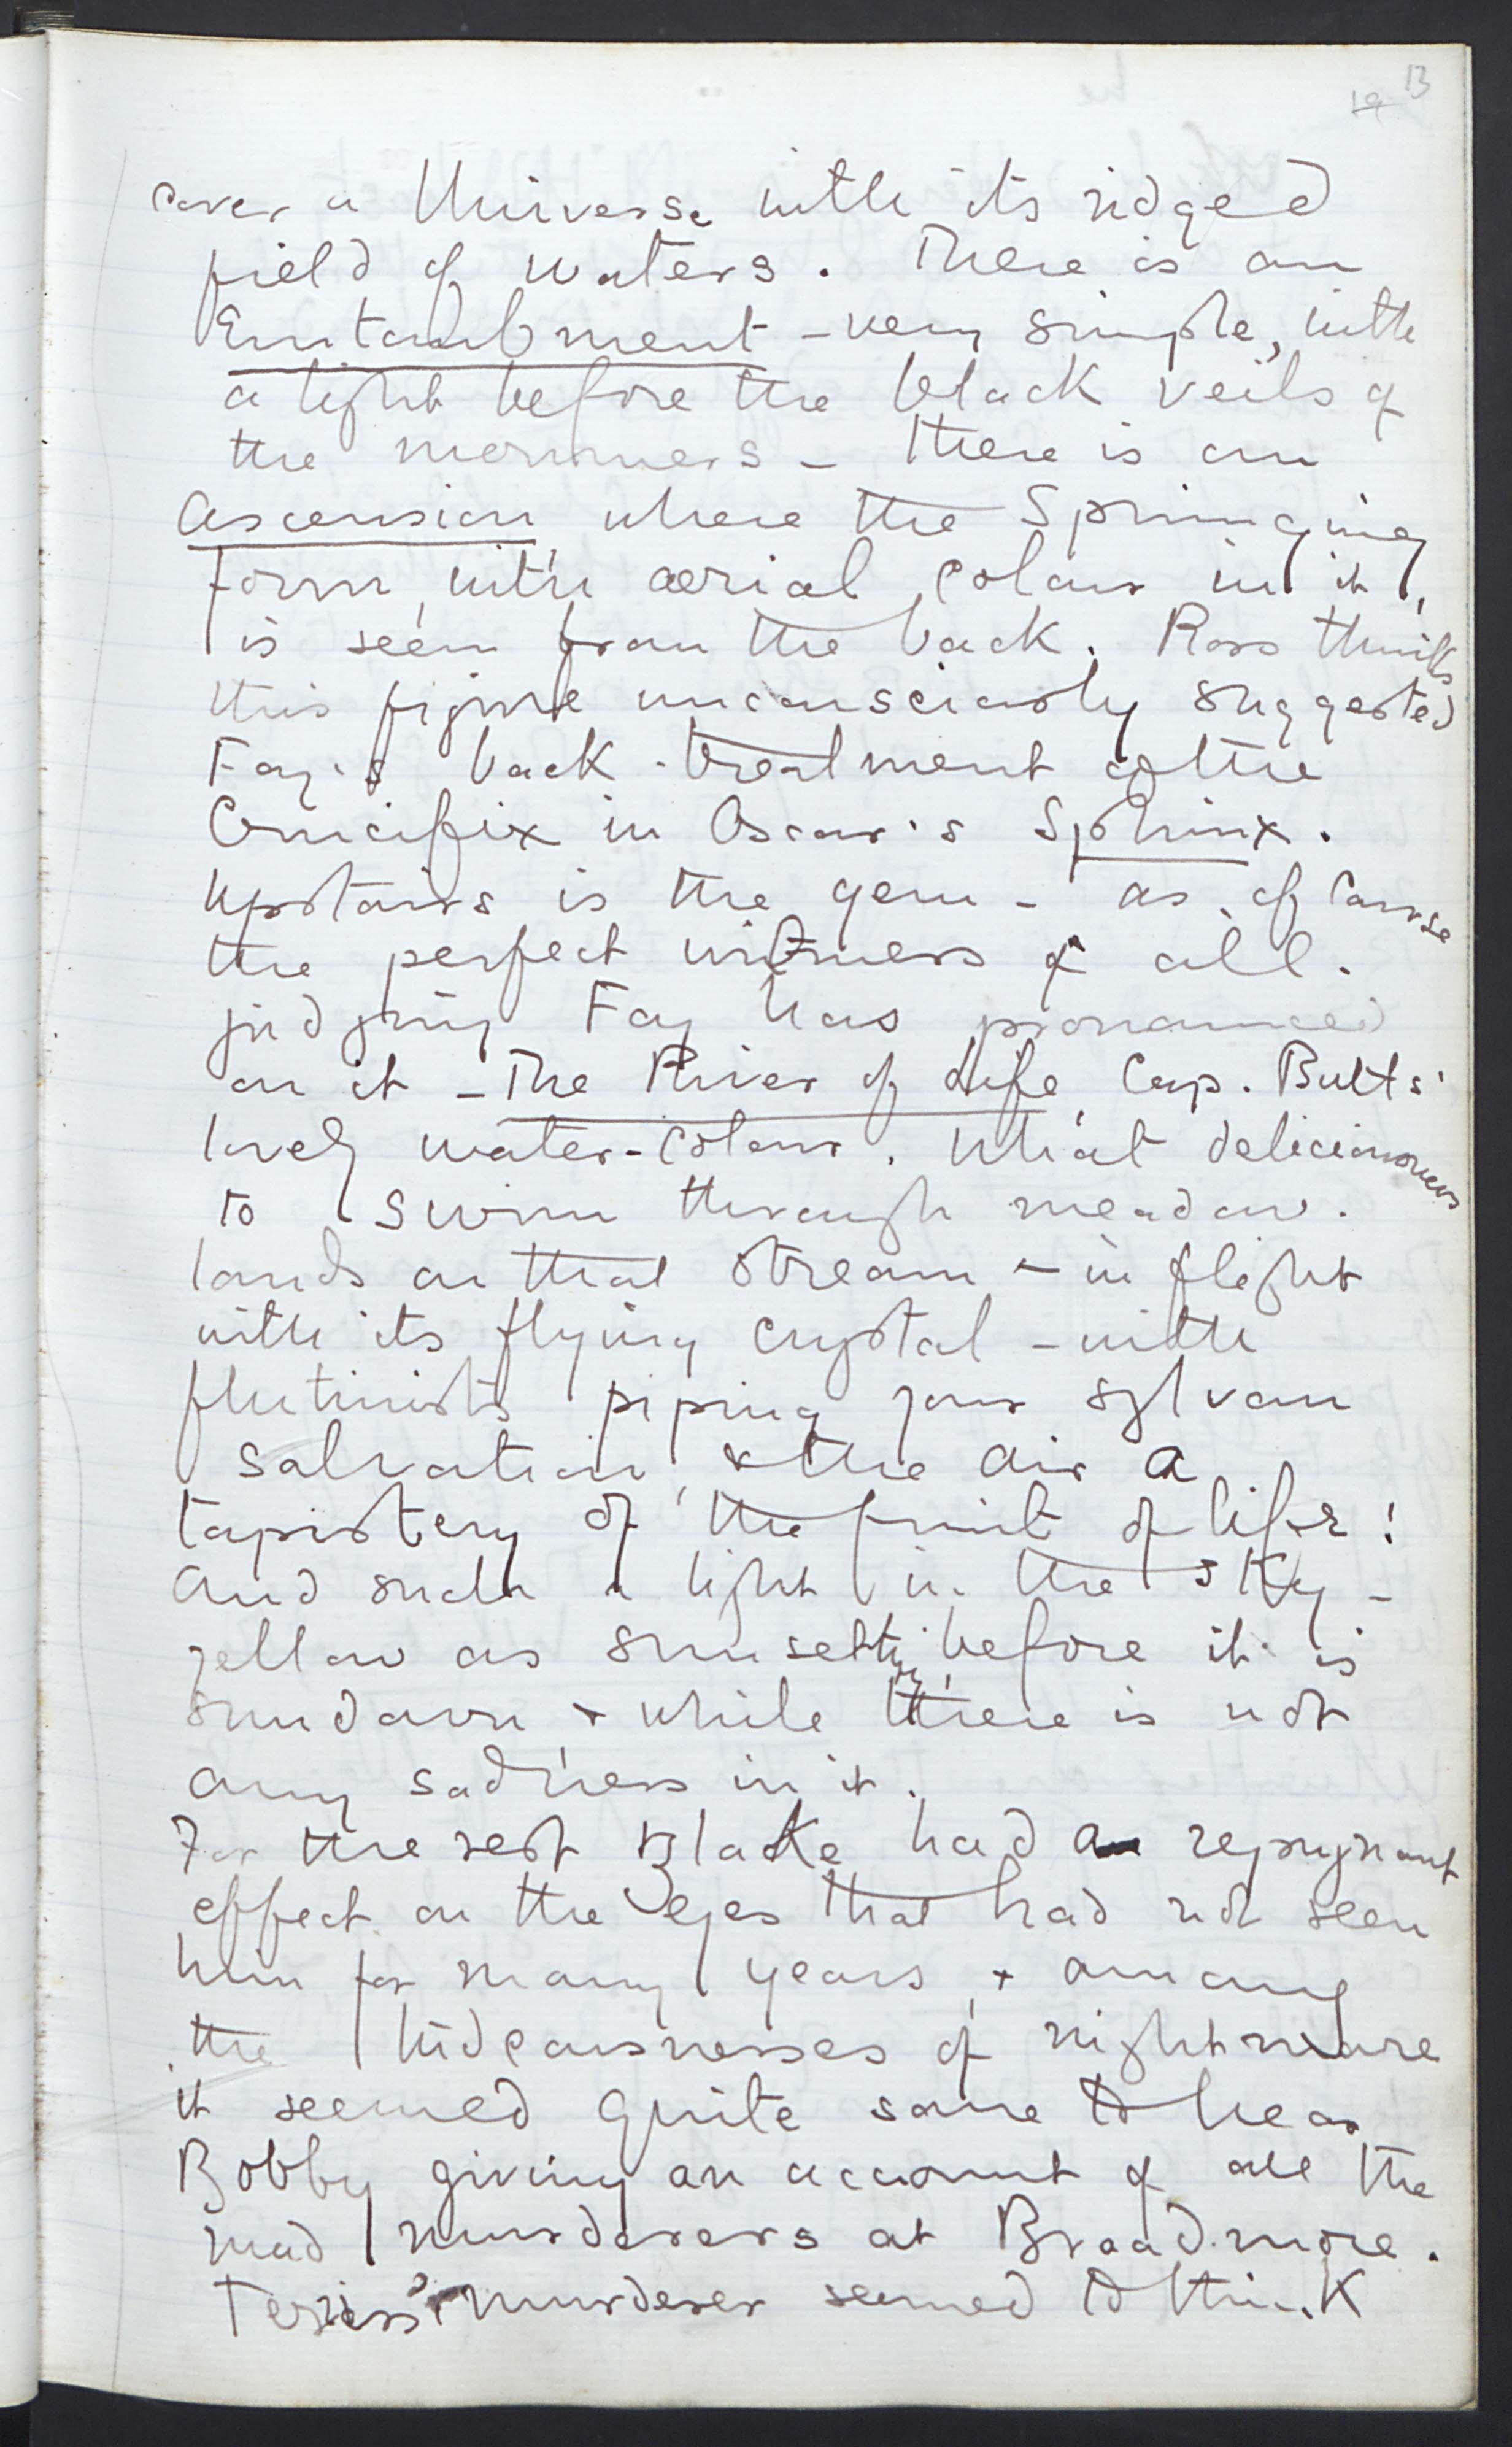 19 13
cover a Universe with its ridged
field of waters. There is an
Entombment - very simple, with
a light before the black veils of
the mourners - there is an
Ascension where the springing
form, with aerial colour in it,
is seen from the back. Ross thinks
this figure unconsciously suggested
Fay's back-treatment of the
Crucifix in Oscar's Sphinx.
Upstairs is the gem - as, of course
the perfect witness of all.
judging Fay has pronounced
on it - The River of Life, Cap. Butts'
lovely water-colour. What deliciousness
to swim through meadow.
lands on that stream - in flight
with its flying crystal - with
flutinists piping your sylvan
salvation, & the air a
tapistery of the fruit of life!
And such a light in the sky -
yellow as sunsetting before it is
sundown & while there is not
any sadness in it.
For the rest Blake had a repugnant
effect on the eyes that had not seen
him for many years, & among
the hideousnesses of nightmare
it seemed quite sane to hear
Bobby giving an account of all the
mad murderers at Broadmore.
Teriss' murderer seemed to think